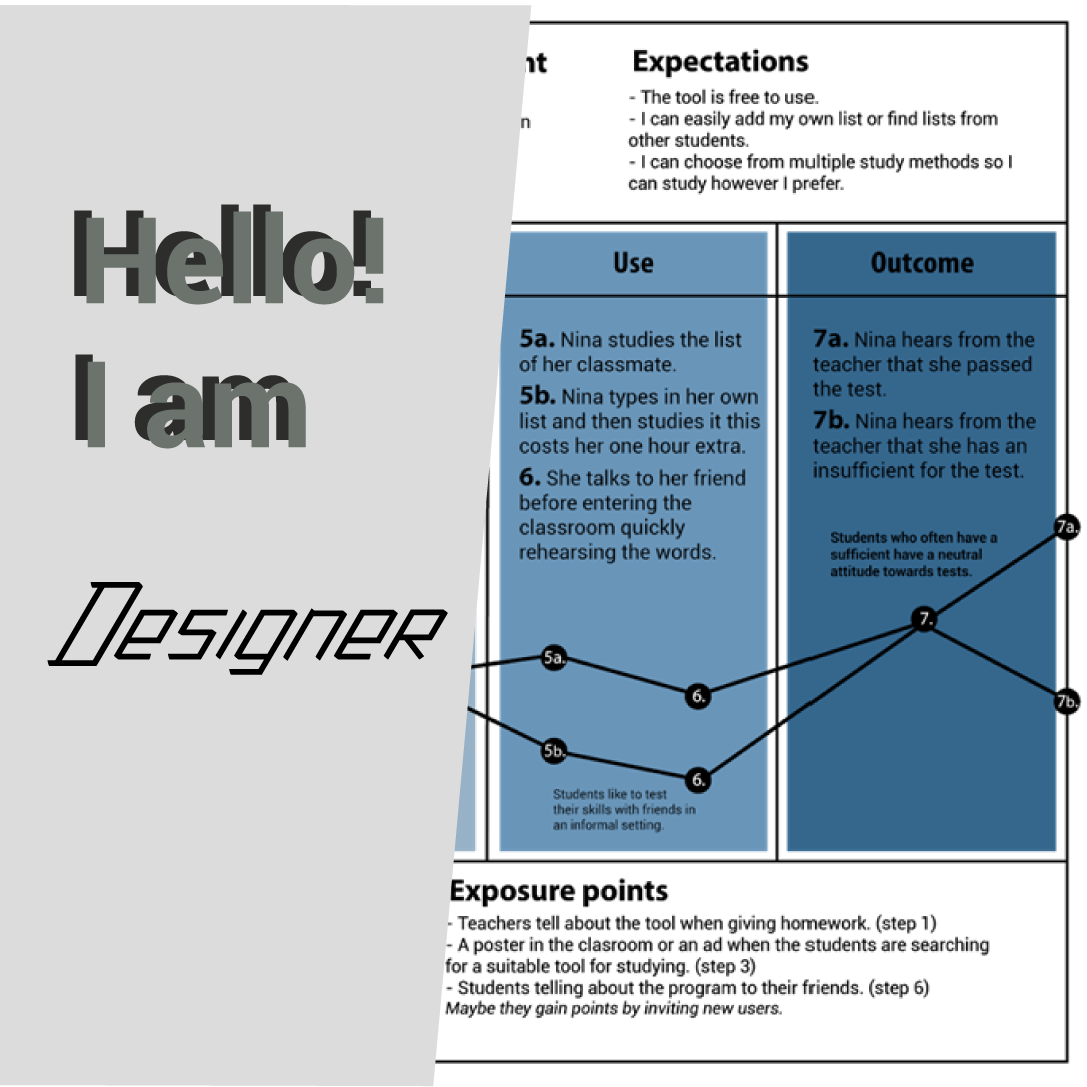 Hello!
I am
Designer
Expectations
- The tool is free to use.
- I can easily add my own list or find lists from
other students.
- I can choose from multiple study methods so I
can study however I prefer.
Use
5a. Nina studies the list
of her classmate.
5b. Nina types in her own
list and then studies it this
costs her one hour extra.
6. She talks to her friend
before entering the
classroom quickly
rehearsing the words.
5a.
6.
5b.
6.
Students like to test
their skills with friends in
an informal setting.
Outcome
7a. Nina hears from the
teacher that she passed
the test.
7b. Nina hears from the
teacher that she has an
insufficient for the test.
Students who often have a
sufficient have a neutral
attitude towards tests.
7a.
7.
7b.
Exposure points
- Teachers tell about the tool when giving homework. (step 1)
- A poster in the clasroom or an ad when the students are searching
for a suitable tool for studying. (step 3)
- Students telling about the program to their friends. (step 6)
Maybe they gain points by inviting new users.